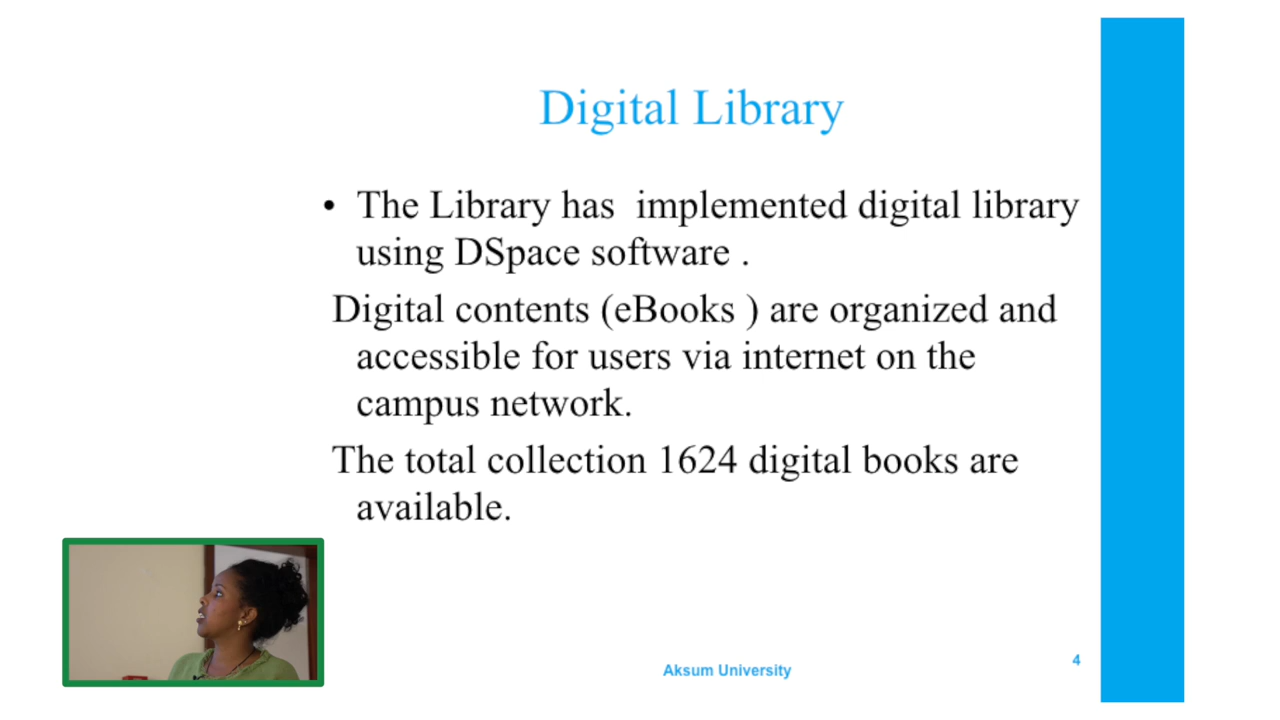 Digital Library
• The Library has  implemented digital library
using DSpace software .
Digital contents (eBooks ) are organized and
accessible for users via internet on the
campus network.
The total collection 1624 digital books are
available.
Aksum University
4